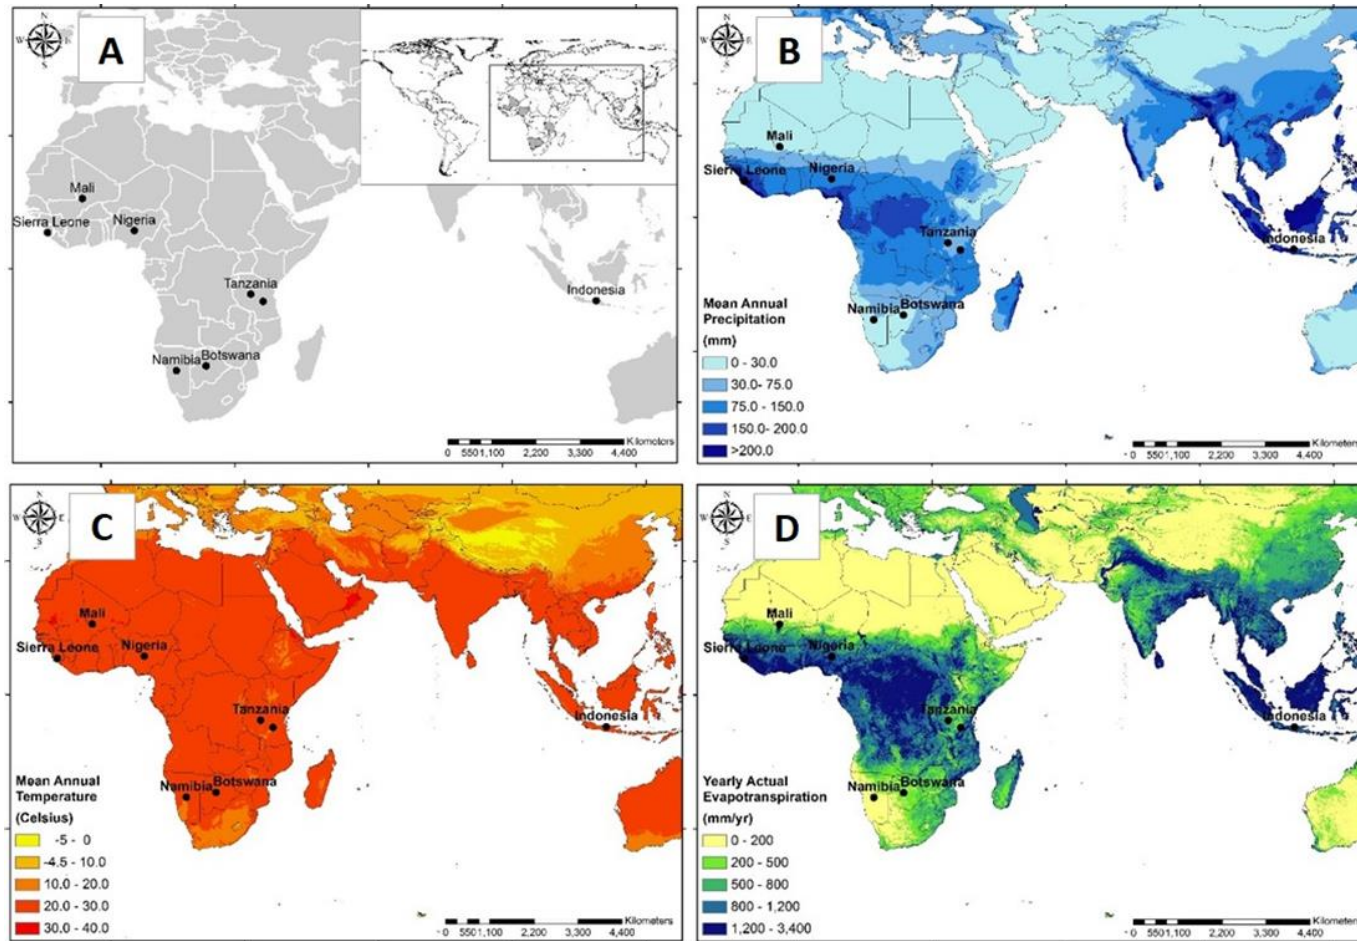 N
W E
S
A
Mali
Sierra Leone
Nigeria
Tanzania
Indonesia
Namibia
Botswana
Kilometers
0 550 1,100 2,200 3,300 4,400
N
W E
S
B
Mali
Sierra Leone
Nigeria
Tanzania
Indonesia
Namibia
Botswana
Mean Annual
Precipitation
(mm)
0 - 30.0
30.0- 75.0
75.0 - 150.0
150.0- 200.0
>200.0
Kilometers
0 550 1,100 2,200 3,300 4,400
N
W E
S
C
Mali
Sierra Leone
Nigeria
Tanzania
Indonesia
Namibia
Botswana
Mean Annual
Temperature
(Celsius)
-5 - 0
-4.5 - 10.0
10.0 - 20.0
20.0 - 30.0
30.0 - 40.0
Kilometers
0 550 1,100 2,200 3,300 4,400
N
W E
S
D
Mali
Sierra Leone
Nigeria
Tanzania
Indonesia
Namibia
Botswana
Yearly Actual
Evapotranspiration
(mm/yr)
0 - 200
200 - 500
500 - 800
800 - 1,200
1,200 - 3,400
Kilometers
0 550 1,100 2,200 3,300 4,400